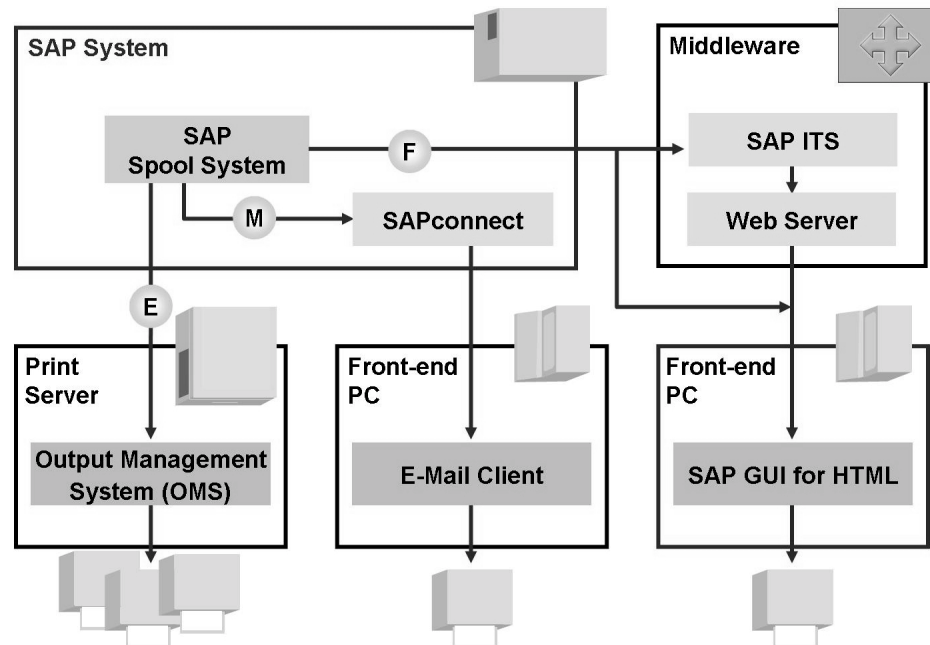 SAP System
Middleware
SAP
Spool System
F
SAP ITS
M
SAPconnect
Web Server
E
Print
Server
Front-end
PC
Front-end
PC
Output Management
System (OMS)
E-Mail Client
SAP GUI for HTML